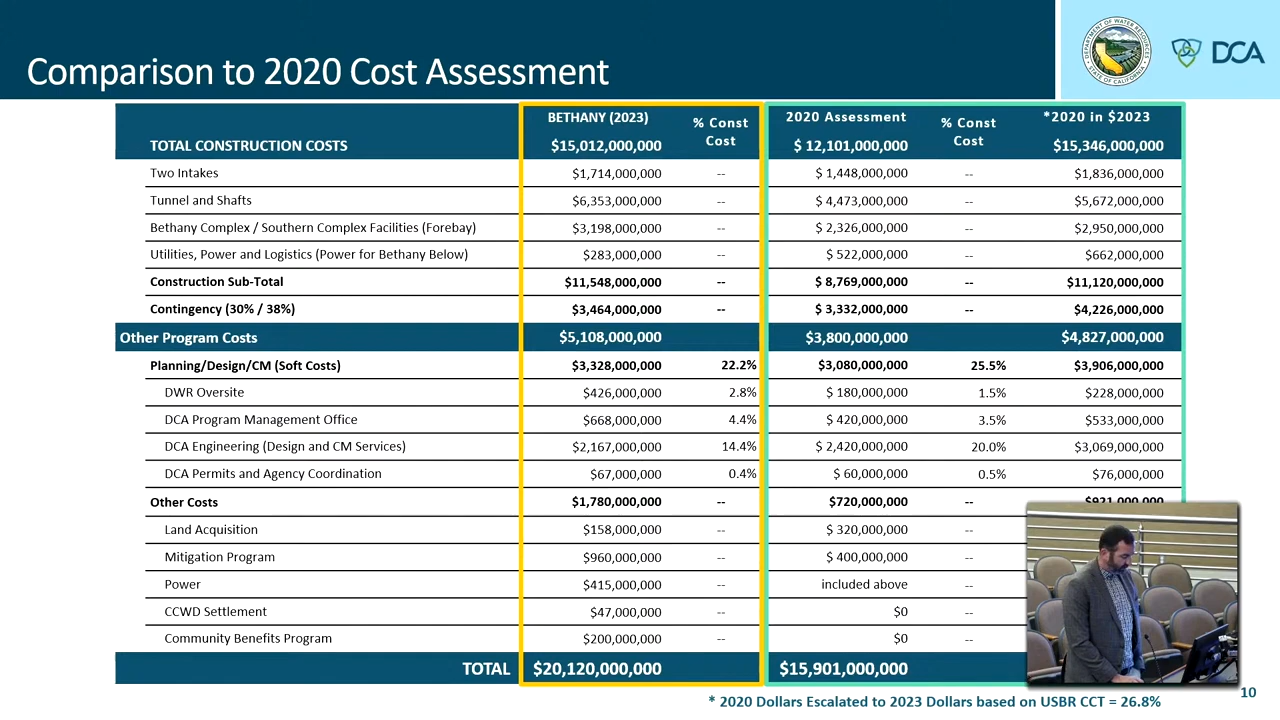 Comparison to 2020 Cost Assessment
DEPARTMENT OF WATER RESOURCES
STATE OF CALIFORNIA
DCA
BETHANY (2023) % Const Cost 2020 Assessment % Const Cost *2020 in $2023
TOTAL CONSTRUCTION COSTS $15,012,000,000 $ 12,101,000,000 $15,346,000,000
Two Intakes $1,714,000,000 -- $ 1,448,000,000 -- $1,836,000,000
Tunnel and Shafts $6,353,000,000 -- $ 4,473,000,000 -- $5,672,000,000
Bethany Complex / Southern Complex Facilities (Forebay) $3,198,000,000 -- $ 2,326,000,000 -- $2,950,000,000
Utilities, Power and Logistics (Power for Bethany Below) $283,000,000 -- $ 522,000,000 -- $662,000,000
Construction Sub-Total $11,548,000,000 -- $ 8,769,000,000 -- $11,120,000,000
Contingency (30% / 38%) $3,464,000,000 -- $ 3,332,000,000 -- $4,226,000,000
Other Program Costs $5,108,000,000 $3,800,000,000 $4,827,000,000
Planning/Design/CM (Soft Costs) $3,328,000,000 22.2% $3,080,000,000 25.5% $3,906,000,000
DWR Oversite $426,000,000 2.8% $ 180,000,000 1.5% $228,000,000
DCA Program Management Office $668,000,000 4.4% $ 420,000,000 3.5% $533,000,000
DCA Engineering (Design and CM Services) $2,167,000,000 14.4% $ 2,420,000,000 20.0% $3,069,000,000
DCA Permits and Agency Coordination $67,000,000 0.4% $ 60,000,000 0.5% $76,000,000
Other Costs $1,780,000,000 -- $720,000,000 --
Land Acquisition $158,000,000 -- $ 320,000,000 --
Mitigation Program $960,000,000 -- $ 400,000,000 --
Power $415,000,000 -- included above --
CCWD Settlement $47,000,000 -- $0 --
Community Benefits Program $200,000,000 -- $0 --
TOTAL $20,120,000,000 $15,901,000,000
* 2020 Dollars Escalated to 2023 Dollars based on USBR CCT = 26.8%
10